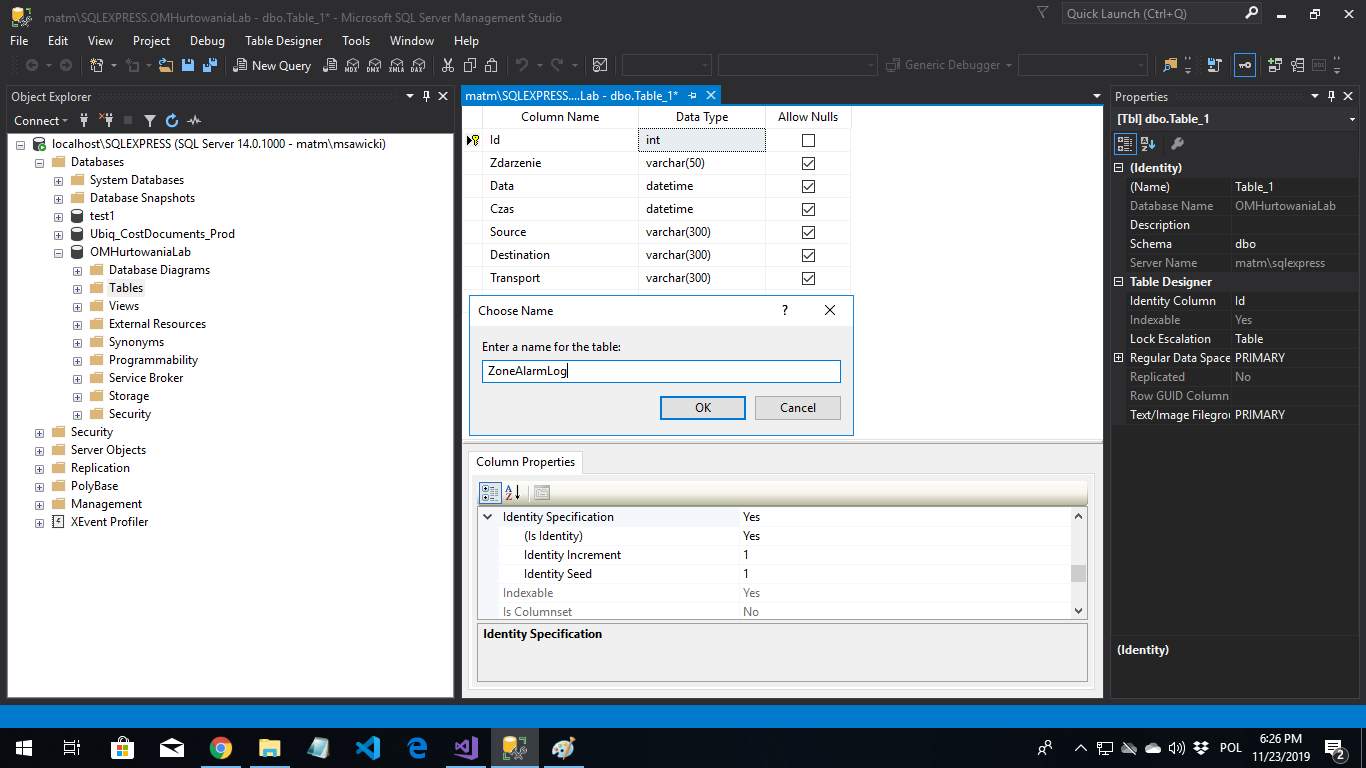 matm\SQLEXPRESS.OMHurtowaniaLab - dbo.Table_1* - Microsoft SQL Server Management Studio
Quick Launch (Ctrl+Q)
File Edit View Project Debug Table Designer Tools Window Help
New Query MDX DMX XMLA DAX Generic Debugger
Object Explorer
Connect
localhost\SQLEXPRESS (SQL Server 14.0.1000 - matm\msawicki)
Databases
System Databases
Database Snapshots
test1
Ubiq_CostDocuments_Prod
OMHurtowaniaLab
Database Diagrams
Tables
Views
External Resources
Synonyms
Programmability
Service Broker
Storage
Security
Security
Server Objects
Replication
PolyBase
Management
XEvent Profiler
matm\SQLEXPRESS....Lab - dbo.Table_1*
Column Name Data Type Allow Nulls
Id int
Zdarzenie varchar(50)
Data datetime
Czas datetime
Source varchar(300)
Destination varchar(300)
Transport varchar(300)
Choose Name ?
Enter a name for the table:
ZoneAlarmLog
OK Cancel
Column Properties
Identity Specification Yes
(Is Identity) Yes
Identity Increment 1
Identity Seed 1
Indexable Yes
Is Columnset No
Identity Specification
Properties
[Tbl] dbo.Table_1
(Identity)
(Name) Table_1
Database Name OMHurtowaniaLab
Description
Schema dbo
Server Name matm\sqlexpress
Table Designer
Identity Column Id
Indexable Yes
Lock Escalation Table
Regular Data Space PRIMARY
Replicated No
Row GUID Column
Text/Image Filegrou PRIMARY
(Identity)
POL
6:26 PM
11/23/2019
2